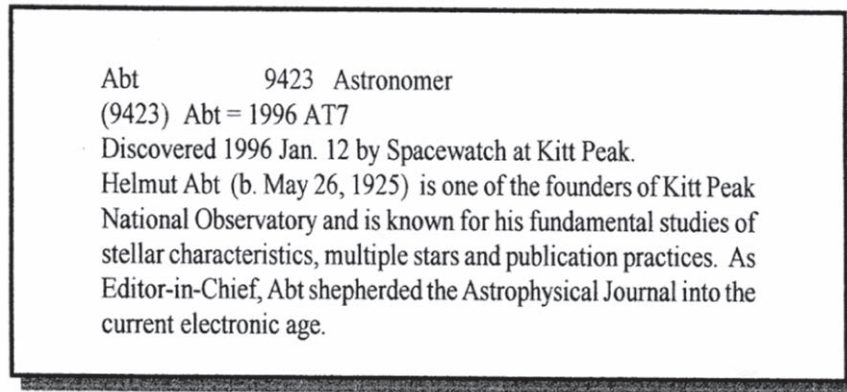 Abt 9423 Astronomer
(9423) Abt = 1996 AT7
Discovered 1996 Jan. 12 by Spacewatch at Kitt Peak.
Helmut Abt (b. May 26, 1925) is one of the founders of Kitt Peak
National Observatory and is known for his fundamental studies of
stellar characteristics, multiple stars and publication practices. As
Editor-in-Chief, Abt shepherded the Astrophysical Journal into the
current electronic age.